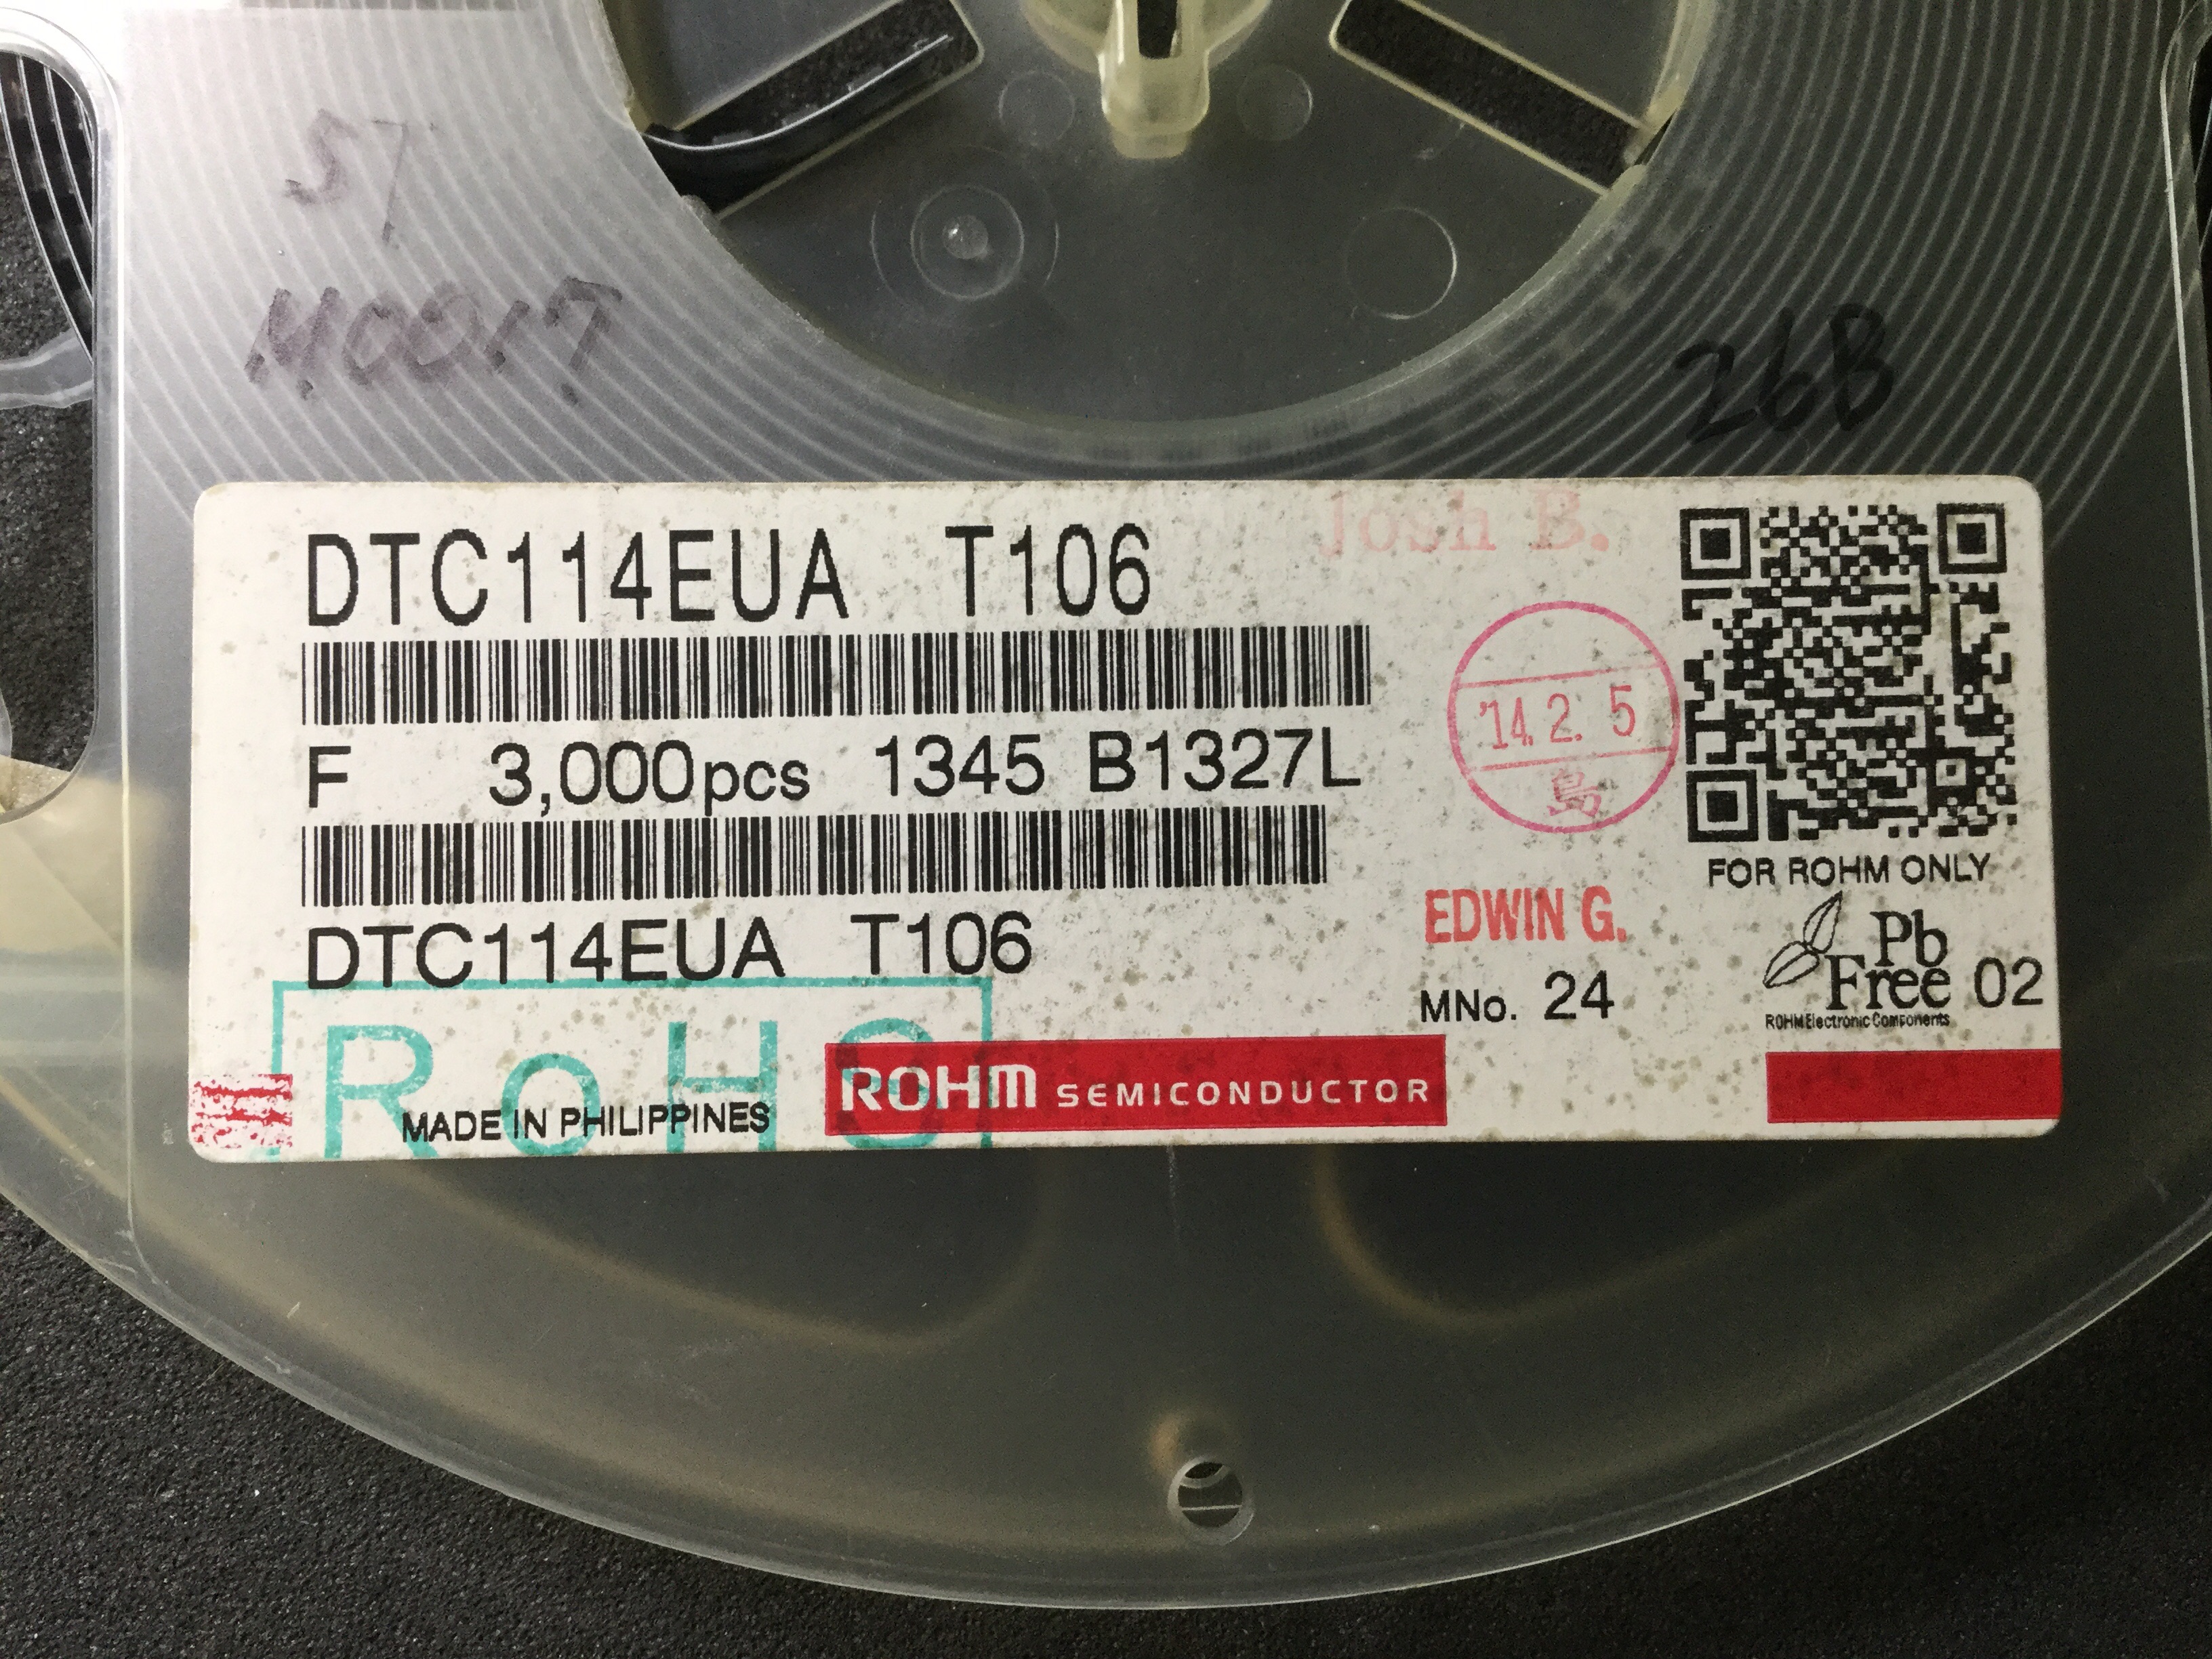 57
M0017
26B
DTC114EUA T106
Josh B.
'14. 2. 5
島
F 3,000pcs 1345 B1327L
FOR ROHM ONLY
EDWIN G.
DTC114EUA T106
MNo. 24
Pb
Free 02
ROHM Electronic Components
RoHS
MADE IN PHILIPPINES
ROHM SEMICONDUCTOR